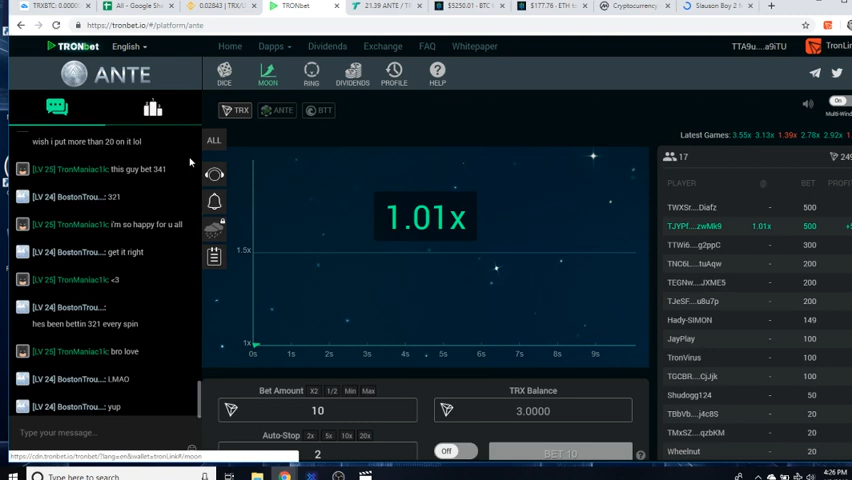 TRXBTC: 0.0000
All - Google Shee
0.02843 | TRX/U
TRONbet
21.39 ANTE / T
$5250.01 - BTC
$177.76 - ETH to
Cryptocurrency
Slauson Boy 2
https://tronbet.io/#/platform/ante
TRONbet English
Home Dapps Dividends Exchange FAQ Whitepaper
TTA9u...a9iTU TronLin
ANTE
DICE MOON RING DIVIDENDS PROFILE HELP
TRX ANTE BTT
On
Multi-Wind
ALL
Latest Games: 3.55x 3.13x 1.39x 2.78x 2.92x
wish i put more than 20 on it lol
[LV 25] TronManiac1k: this guy bet 341
[LV 24] BostonTrou...: 321
[LV 25] TronManiac1k: i'm so happy for u all
[LV 24] BostonTrou...: get it right
[LV 25] TronManiac1k: <3
[LV 24] BostonTrou...:
hes been bettin 321 every spin
[LV 25] TronManiac1k: bro love
[LV 24] BostonTrou...: LMAO
[LV 24] BostonTrou...: yup
Type your message...
https://cdn.tronbet.io/tronbet/?lang=en&wallet=tronLink#/moon
1.01x
1.5x
1x
0s 1s 2s 3s 4s 5s 6s 7s 8s 9s
17 249
PLAYER @ BET
TWXSr....Diafz - 500
TJYPf....zwMk9 1.01x 500 +5
TTWi6....g2ppC - 300
TNC6L....tuAqw - 200
TEGNw....JXME5 - 200
TJeSF....u8u7p - 200
Hady-SIMON - 149
JayPlay - 100
TronVirus - 100
TGCBR....CjJjk - 100
Shudogg124 - 50
TBbVb....j4c8S - 20
TMxSZ....qzbKM - 20
Wheelnut - 20
Bet Amount X2 1/2 Min Max
10
TRX Balance
3.0000
Auto-Stop 2x 5x 10x 20x
2
Off
BET 10
Type here to search
4:26 PM